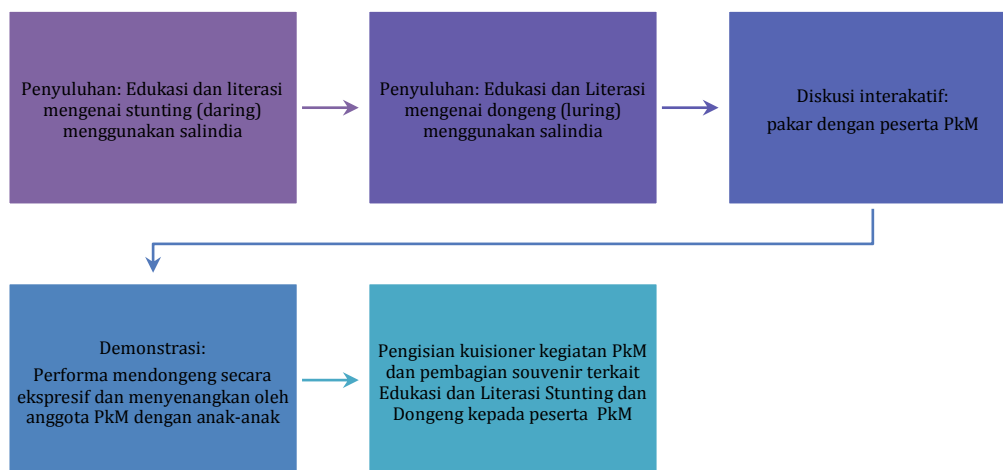 Penyuluhan: Edukasi dan literasi
mengenai stunting (daring)
menggunakan salindia
Penyuluhan: Edukasi dan Literasi
mengenai dongeng (luring)
menggunakan salindia
Diskusi interakatif:
pakar dengan peserta PkM
Demonstrasi:
Performa mendongeng secara
ekspresif dan menyenangkan oleh
anggota PkM dengan anak-anak
Pengisian kuisioner kegiatan PkM
dan pembagian souvenir terkait
Edukasi dan Literasi Stunting dan
Dongeng kepada peserta PkM